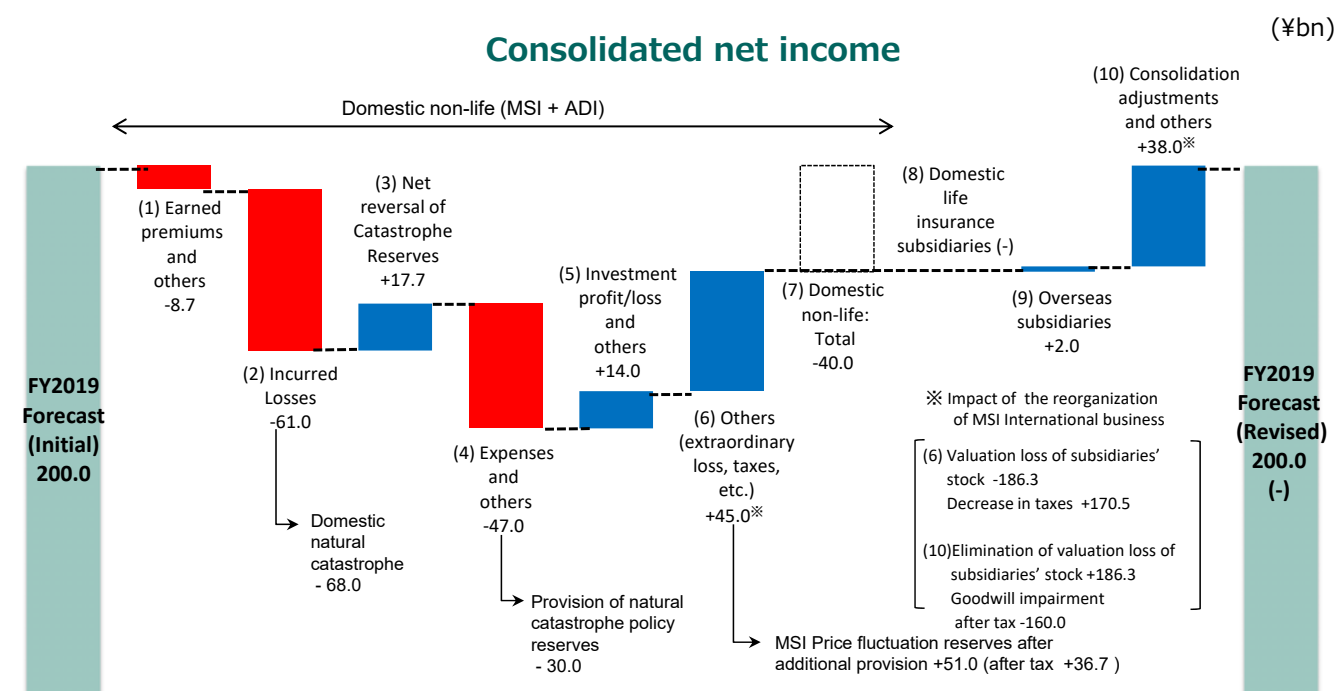 (¥bn)
Consolidated net income
Domestic non-life (MSI + ADI)
FY2019
Forecast
(Initial)
200.0
(1) Earned
premiums
and
others
-8.7
(2) Incurred
Losses
-61.0
Domestic
natural
catastrophe
- 68.0
(3) Net
reversal of
Catastrophe
Reserves
+17.7
(4) Expenses
and
others
-47.0
Provision of natural
catastrophe policy
reserves
- 30.0
(5) Investment
profit/loss
and
others
+14.0
(6) Others
(extraordinary
loss, taxes,
etc.)
+45.0※
MSI Price fluctuation reserves after
additional provision +51.0 (after tax +36.7 )
(7) Domestic
non-life:
Total
-40.0
(8) Domestic
life
insurance
subsidiaries (-)
(9) Overseas
subsidiaries
+2.0
(10) Consolidation
adjustments
and others
+38.0※
※ Impact of the reorganization
of MSI International business
(6) Valuation loss of subsidiaries’
stock -186.3
Decrease in taxes +170.5
(10)Elimination of valuation loss of
subsidiaries’ stock +186.3
Goodwill impairment
after tax -160.0
FY2019
Forecast
(Revised)
200.0
(-)